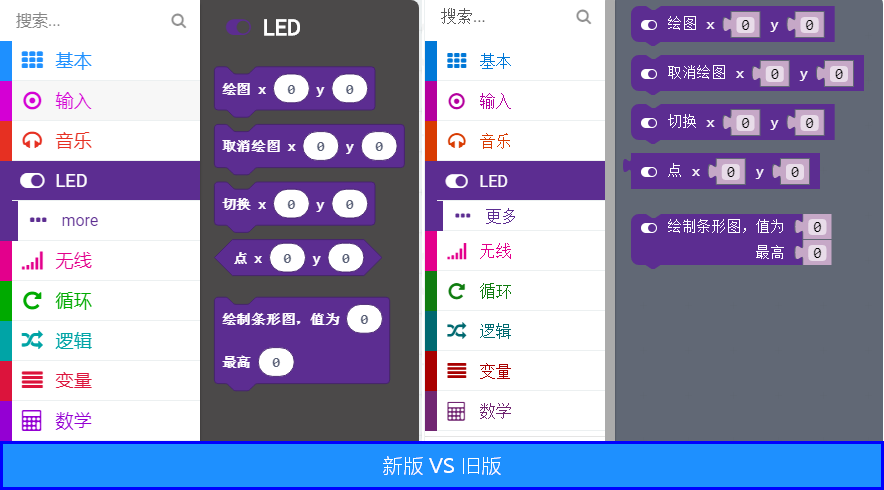 搜索...
基本
输入
音乐
LED
more
无线
循环
逻辑
变量
数学
LED
绘图 x 0 y 0
取消绘图 x 0 y 0
切换 x 0 y 0
点 x 0 y 0
绘制条形图，值为 0
最高 0
搜索...
基本
输入
音乐
LED
更多
无线
循环
逻辑
变量
数学
绘图 x 0 y 0
取消绘图 x 0 y 0
切换 x 0 y 0
点 x 0 y 0
绘制条形图，值为 0
最高 0
新版 VS 旧版